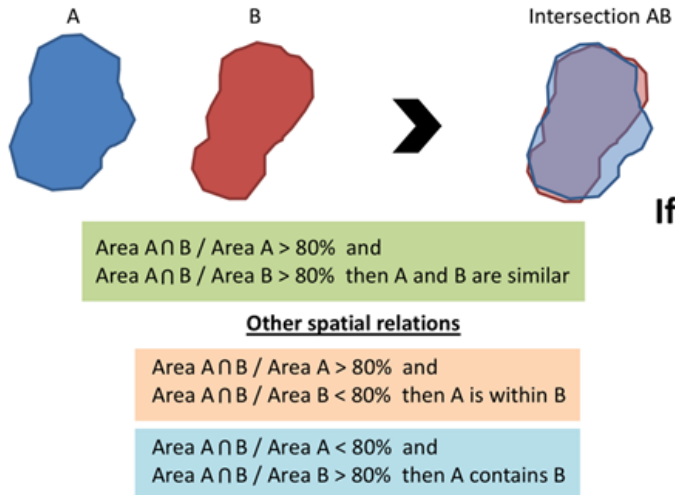 A B Intersection AB
If
Area A∩B / Area A > 80% and
Area A∩B / Area B > 80% then A and B are similar
Other spatial relations
Area A∩B / Area A > 80% and
Area A∩B / Area B < 80% then A is within B
Area A∩B / Area A < 80% and
Area A∩B / Area B > 80% then A contains B